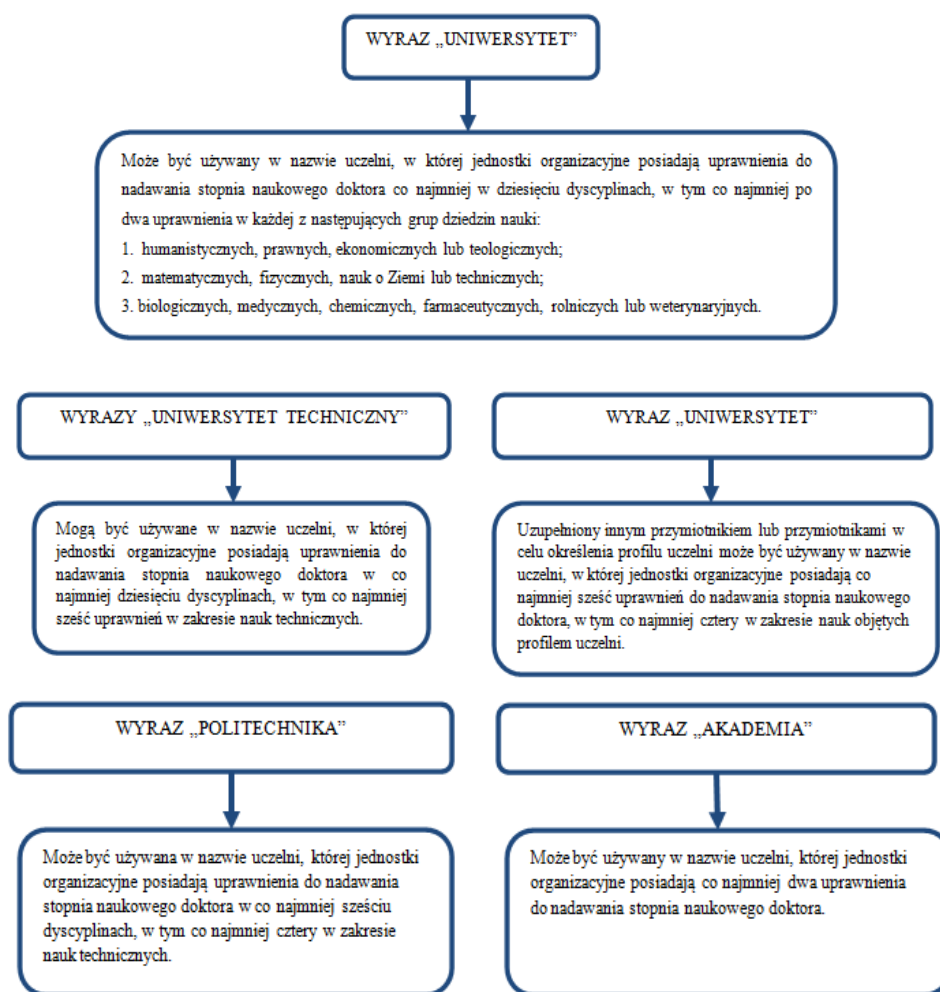 WYRAZ „UNIWERSYTET”
Może być używany w nazwie uczelni, w której jednostki organizacyjne posiadają uprawnienia do
nadawania stopnia naukowego doktora co najmniej w dziesięciu dyscyplinach, w tym co najmniej po
dwa uprawnienia w każdej z następujących grup dziedzin nauki:
1. humanistycznych, prawnych, ekonomicznych lub teologicznych;
2. matematycznych, fizycznych, nauk o Ziemi lub technicznych;
3. biologicznych, medycznych, chemicznych, farmaceutycznych, rolniczych lub weterynaryjnych.
WYRAZY „UNIWERSYTET TECHNICZNY”
Mogą być używane w nazwie uczelni, w której
jednostki organizacyjne posiadają uprawnienia do
nadawania stopnia naukowego doktora w co
najmniej dziesięciu dyscyplinach, w tym co najmniej
sześć uprawnień w zakresie nauk technicznych.
WYRAZ „UNIWERSYTET”
Uzupełniony innym przymiotnikiem lub przymiotnikami w
celu określenia profilu uczelni może być używany w nazwie
uczelni, w której jednostki organizacyjne posiadają co
najmniej sześć uprawnień do nadawania stopnia naukowego
doktora, w tym co najmniej cztery w zakresie nauk objętych
profilem uczelni.
WYRAZ „POLITECHNIKA”
Może być używana w nazwie uczelni, której jednostki
organizacyjne posiadają uprawnienia do nadawania
stopnia naukowego doktora w co najmniej sześciu
dyscyplinach, w tym co najmniej cztery w zakresie
nauk technicznych.
WYRAZ „AKADEMIA”
Może być używany w nazwie uczelni, której jednostki
organizacyjne posiadają co najmniej dwa uprawnienia
do nadawania stopnia naukowego doktora.